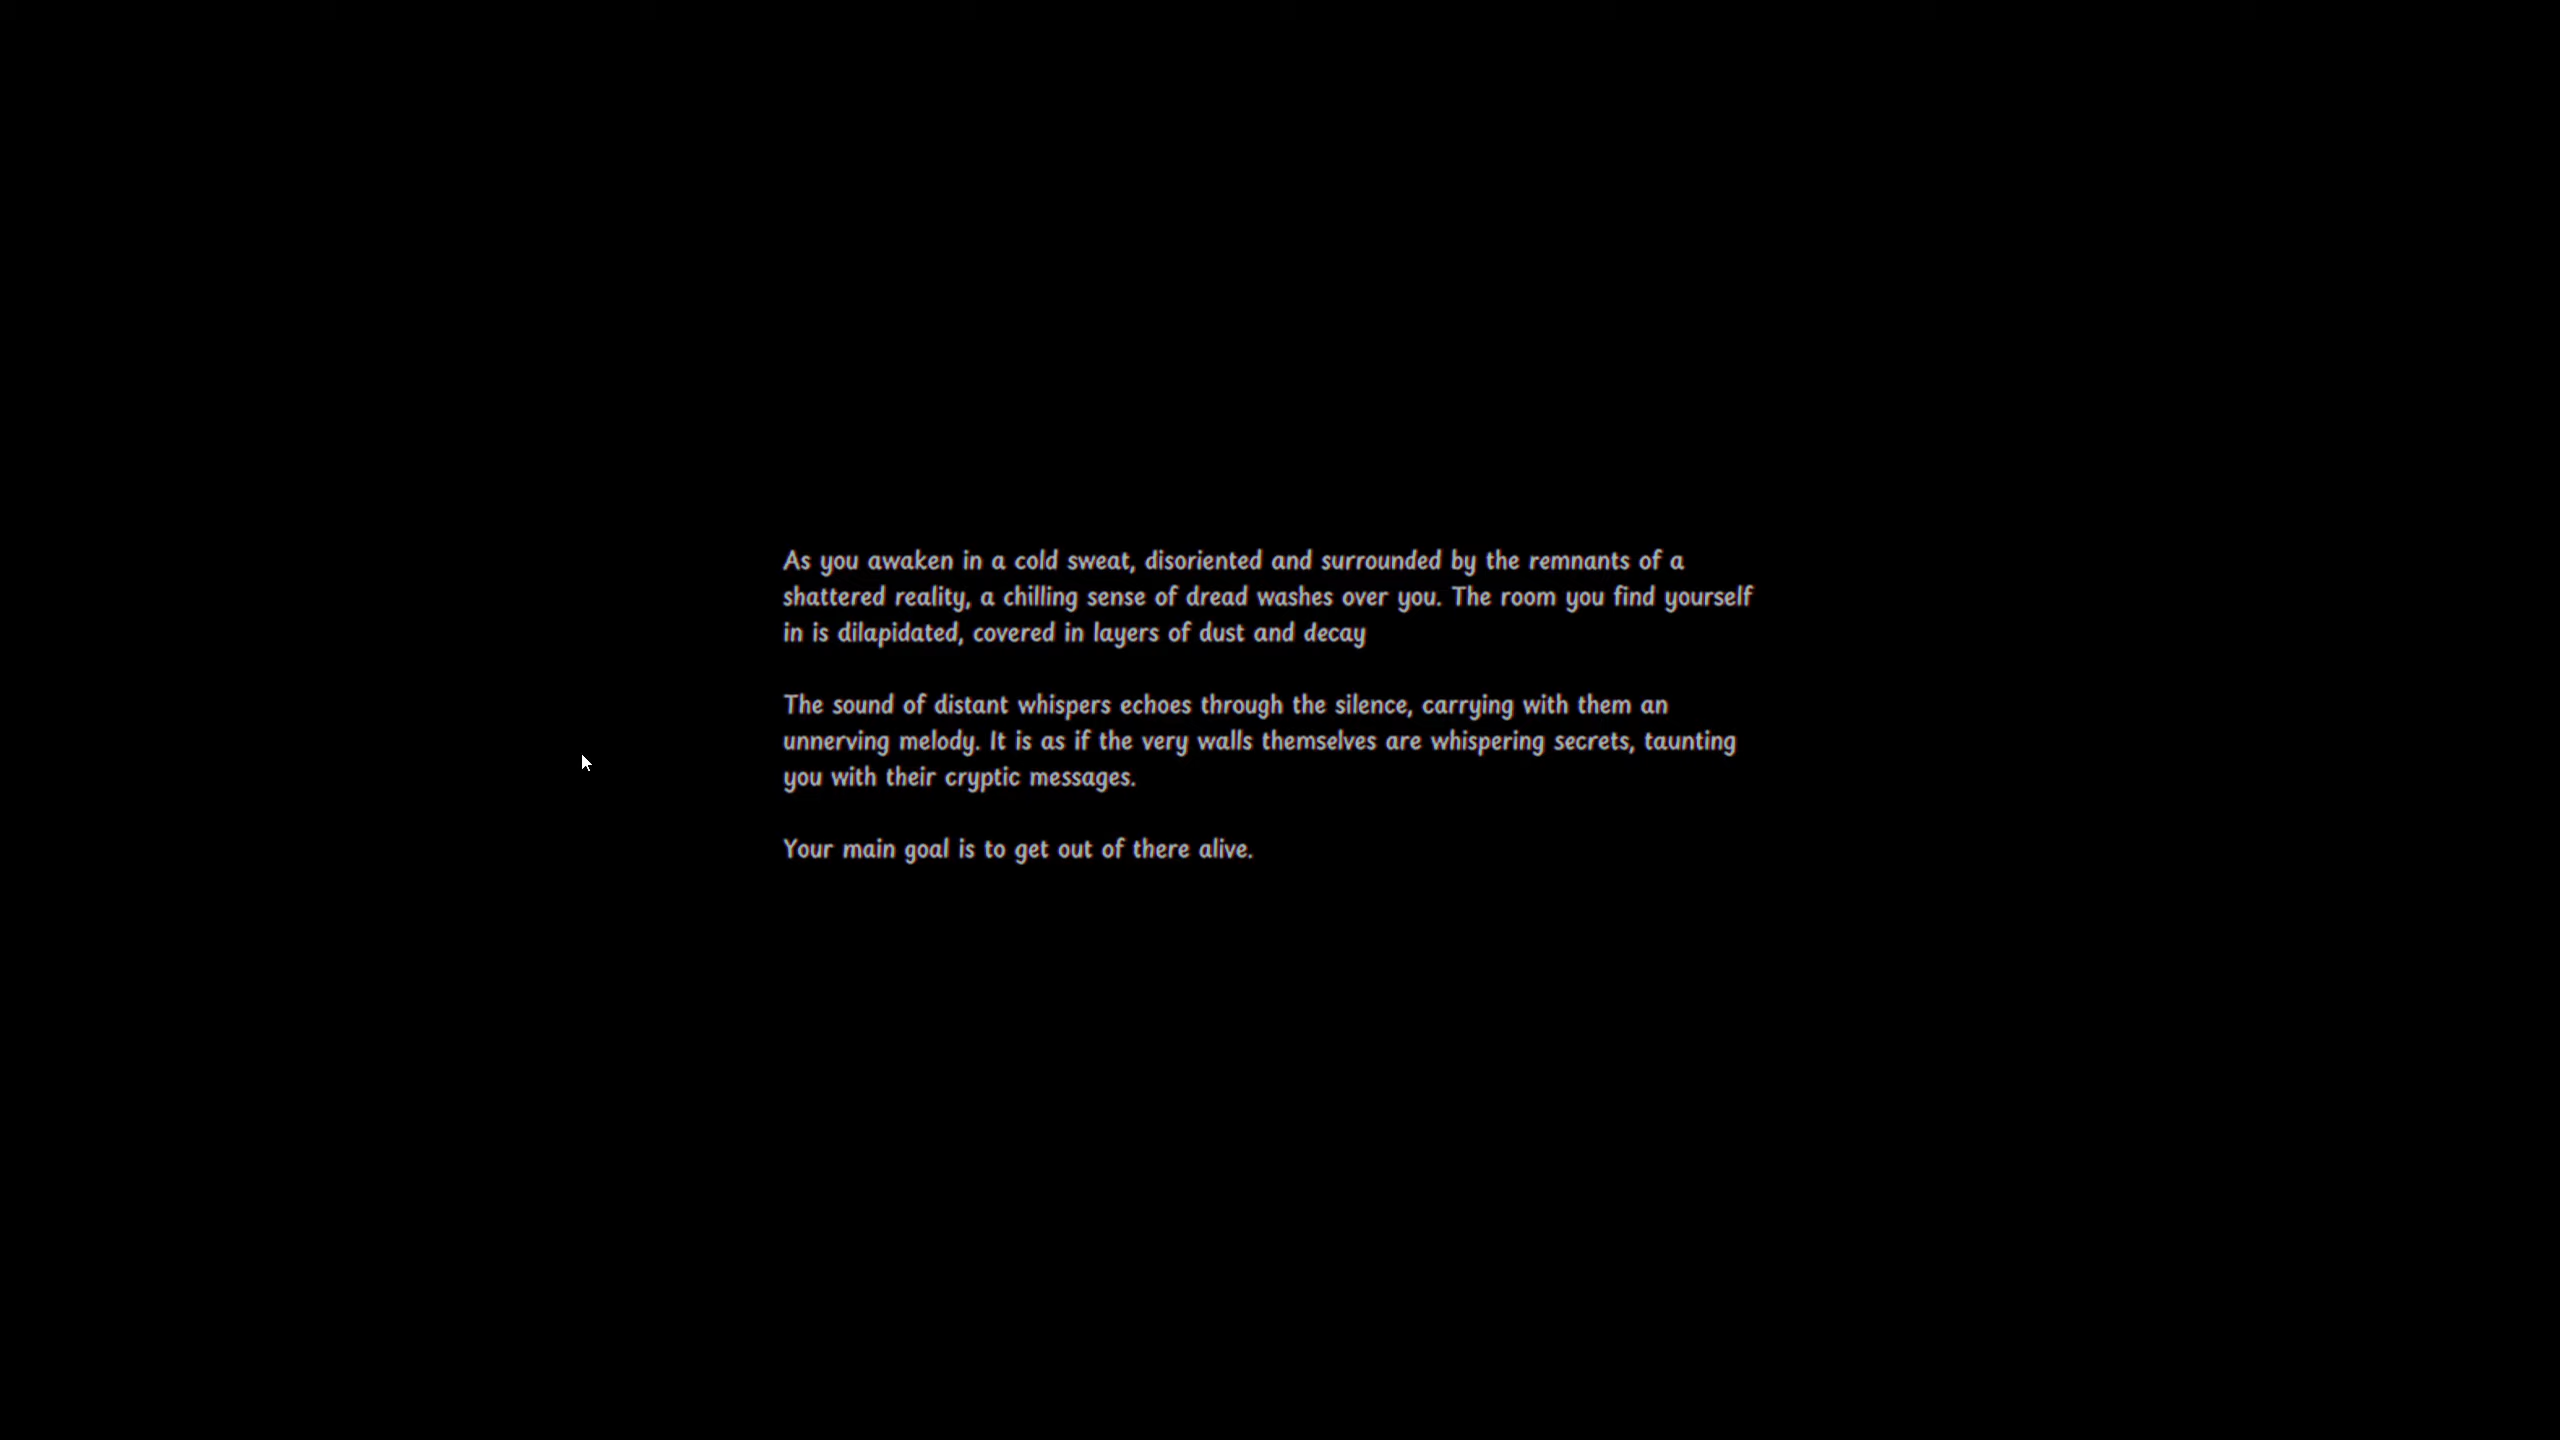 As you awaken in a cold sweat, disoriented and surrounded by the remnants of a
shattered reality, a chilling sense of dread washes over you. The room you find yourself
in is dilapidated, covered in layers of dust and decay
The sound of distant whispers echoes through the silence, carrying with them an
unnerving melody. It is as if the very walls themselves are whispering secrets, taunting
you with their cryptic messages.
Your main goal is to get out of there alive.